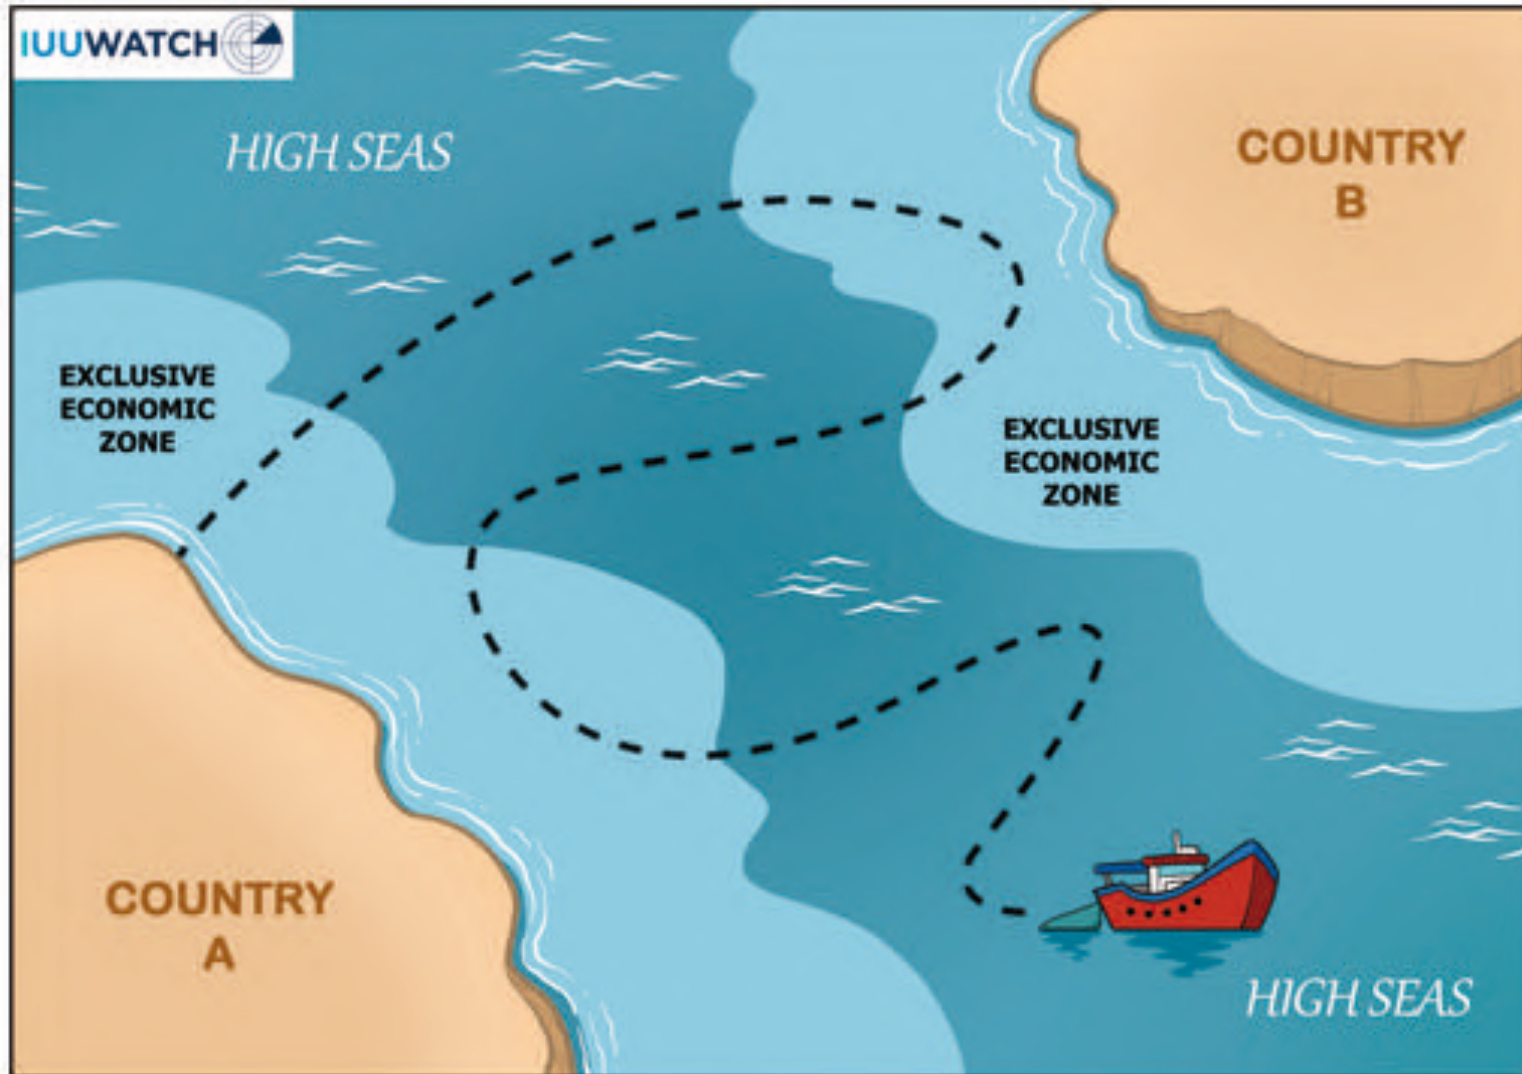 IUUWATCH
HIGH SEAS
COUNTRY
B
EXCLUSIVE
ECONOMIC
ZONE
EXCLUSIVE
ECONOMIC
ZONE
COUNTRY
A
HIGH SEAS